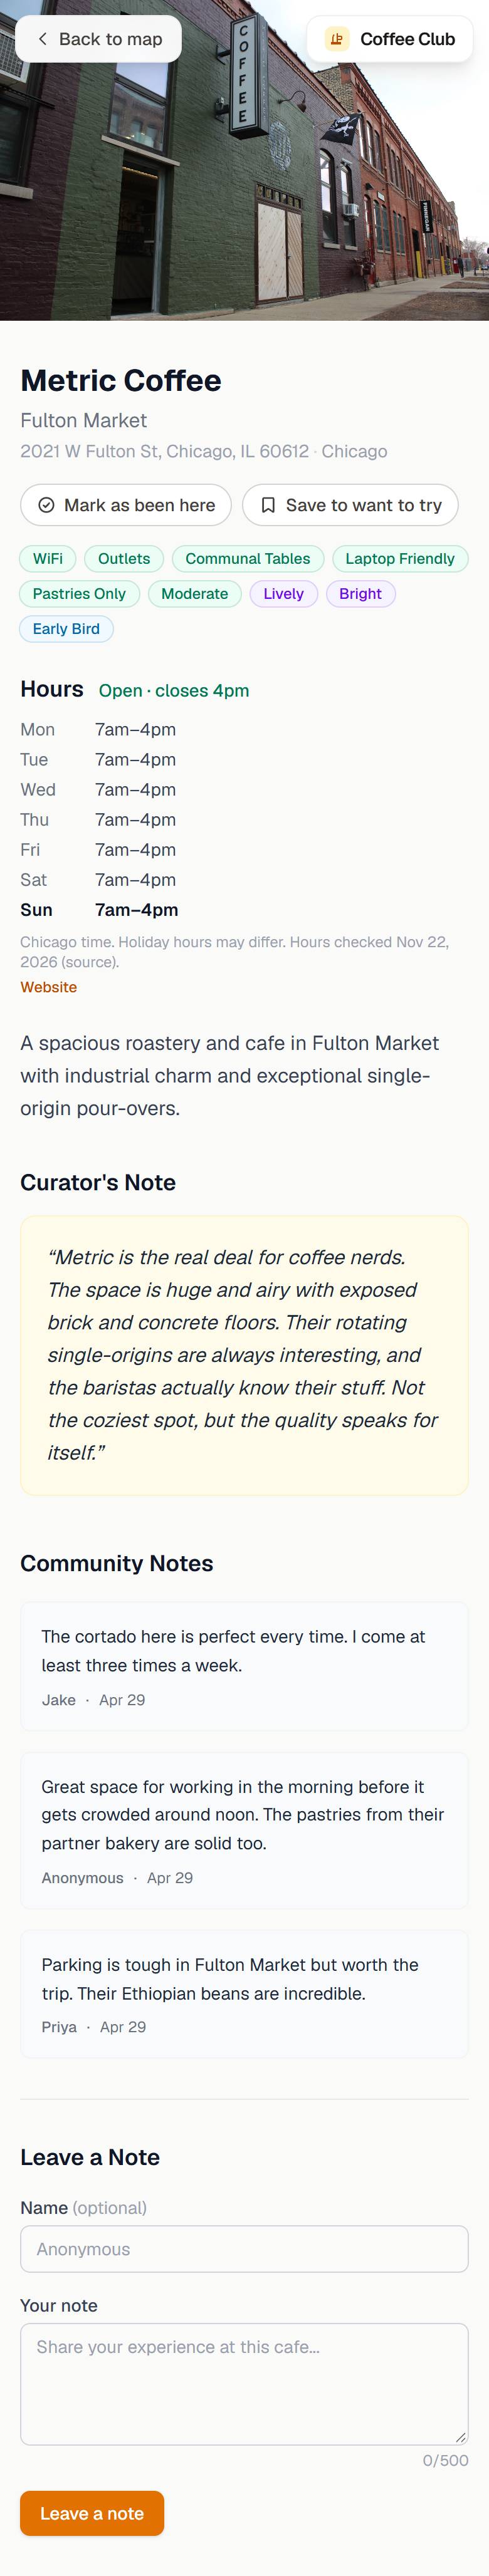 Back to map
Coffee Club
COFFEE
Metric Coffee
Fulton Market
2021 W Fulton St, Chicago, IL 60612 · Chicago
Mark as been here
Save to want to try
WiFi
Outlets
Communal Tables
Laptop Friendly
Pastries Only
Moderate
Lively
Bright
Early Bird
Hours Open · closes 4pm
Mon 7am–4pm
Tue 7am–4pm
Wed 7am–4pm
Thu 7am–4pm
Fri 7am–4pm
Sat 7am–4pm
Sun 7am–4pm
Chicago time. Holiday hours may differ. Hours checked Nov 22,
2026 (source).
Website
A spacious roastery and cafe in Fulton Market
with industrial charm and exceptional single-
origin pour-overs.
Curator's Note
“Metric is the real deal for coffee nerds.
The space is huge and airy with exposed
brick and concrete floors. Their rotating
single-origins are always interesting, and
the baristas actually know their stuff. Not
the coziest spot, but the quality speaks for
itself.”
Community Notes
The cortado here is perfect every time. I come at
least three times a week.
Jake · Apr 29
Great space for working in the morning before it
gets crowded around noon. The pastries from their
partner bakery are solid too.
Anonymous · Apr 29
Parking is tough in Fulton Market but worth the
trip. Their Ethiopian beans are incredible.
Priya · Apr 29
Leave a Note
Name (optional)
Anonymous
Your note
Share your experience at this cafe...
0/500
Leave a note